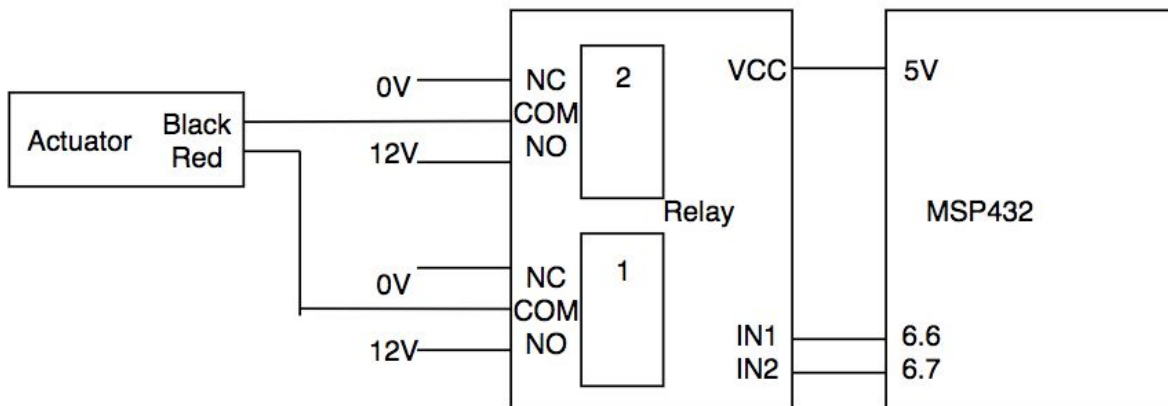 Actuator
Black
Red
0V
12V
NC
COM
NO
2
Relay
0V
12V
NC
COM
NO
1
VCC
IN1
IN2
5V
MSP432
6.6
6.7